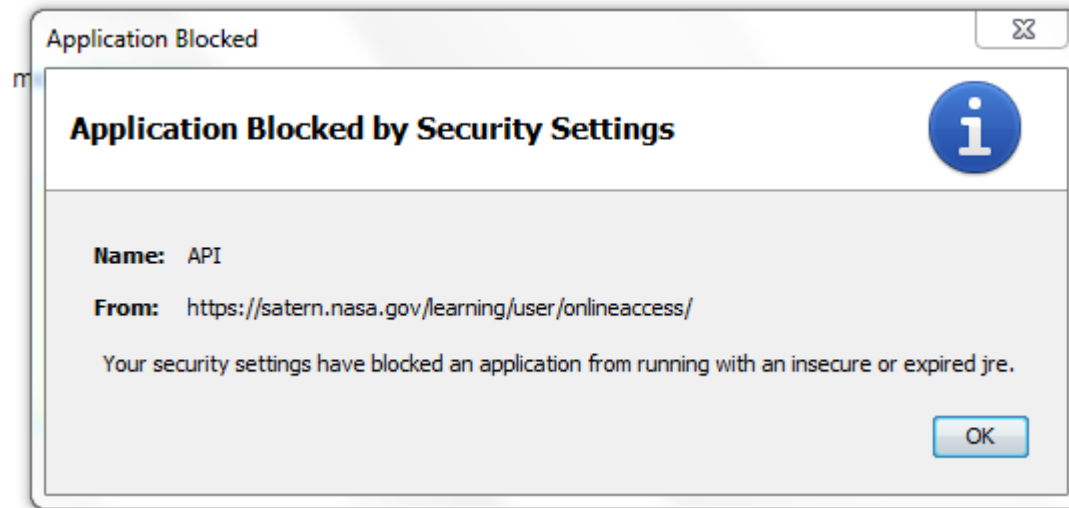 Application Blocked
m
Application Blocked by Security Settings
Name: API
From: https://satern.nasa.gov/learning/user/onlineaccess/
Your security settings have blocked an application from running with an insecure or expired jre.
OK